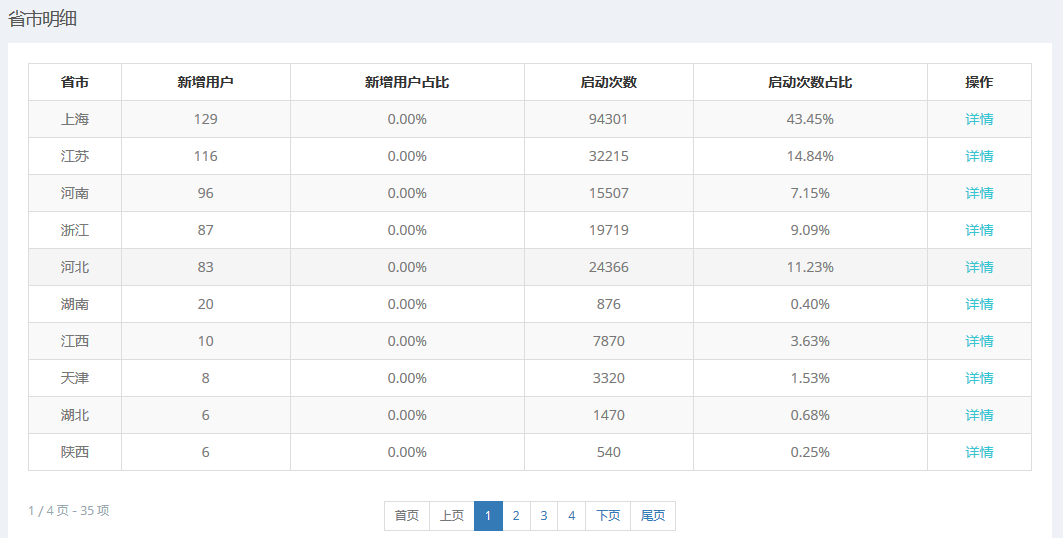 省市明细
省市 新增用户 新增用户占比 启动次数 启动次数占比 操作
上海 129 0.00% 94301 43.45% 详情
江苏 116 0.00% 32215 14.84% 详情
河南 96 0.00% 15507 7.15% 详情
浙江 87 0.00% 19719 9.09% 详情
河北 83 0.00% 24366 11.23% 详情
湖南 20 0.00% 876 0.40% 详情
江西 10 0.00% 7870 3.63% 详情
天津 8 0.00% 3320 1.53% 详情
湖北 6 0.00% 1470 0.68% 详情
陕西 6 0.00% 540 0.25% 详情
1 / 4 页 - 35 项 首页 上页 1 2 3 4 下页 尾页